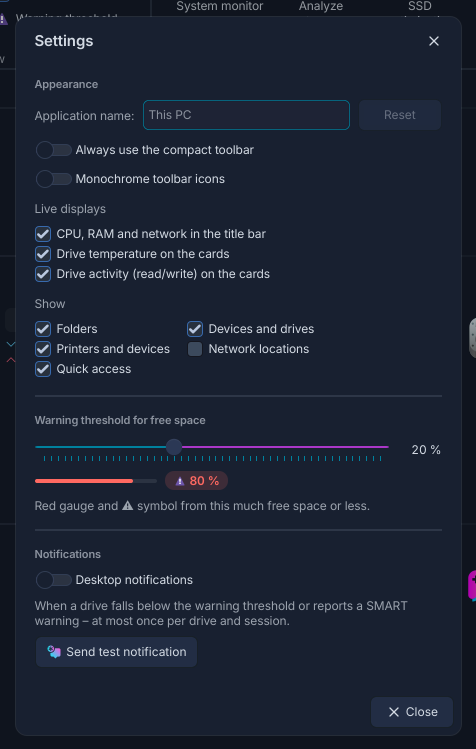 System monitor
Analyze
SSD
Warning threshold
Settings
Appearance
Application name:
This PC
Reset
Always use the compact toolbar
Monochrome toolbar icons
Live displays
CPU, RAM and network in the title bar
Drive temperature on the cards
Drive activity (read/write) on the cards
Show
Folders
Devices and drives
Printers and devices
Network locations
Quick access
Warning threshold for free space
20 %
80 %
Red gauge and ⚠ symbol from this much free space or less.
Notifications
Desktop notifications
When a drive falls below the warning threshold or reports a SMART
warning – at most once per drive and session.
Send test notification
Close